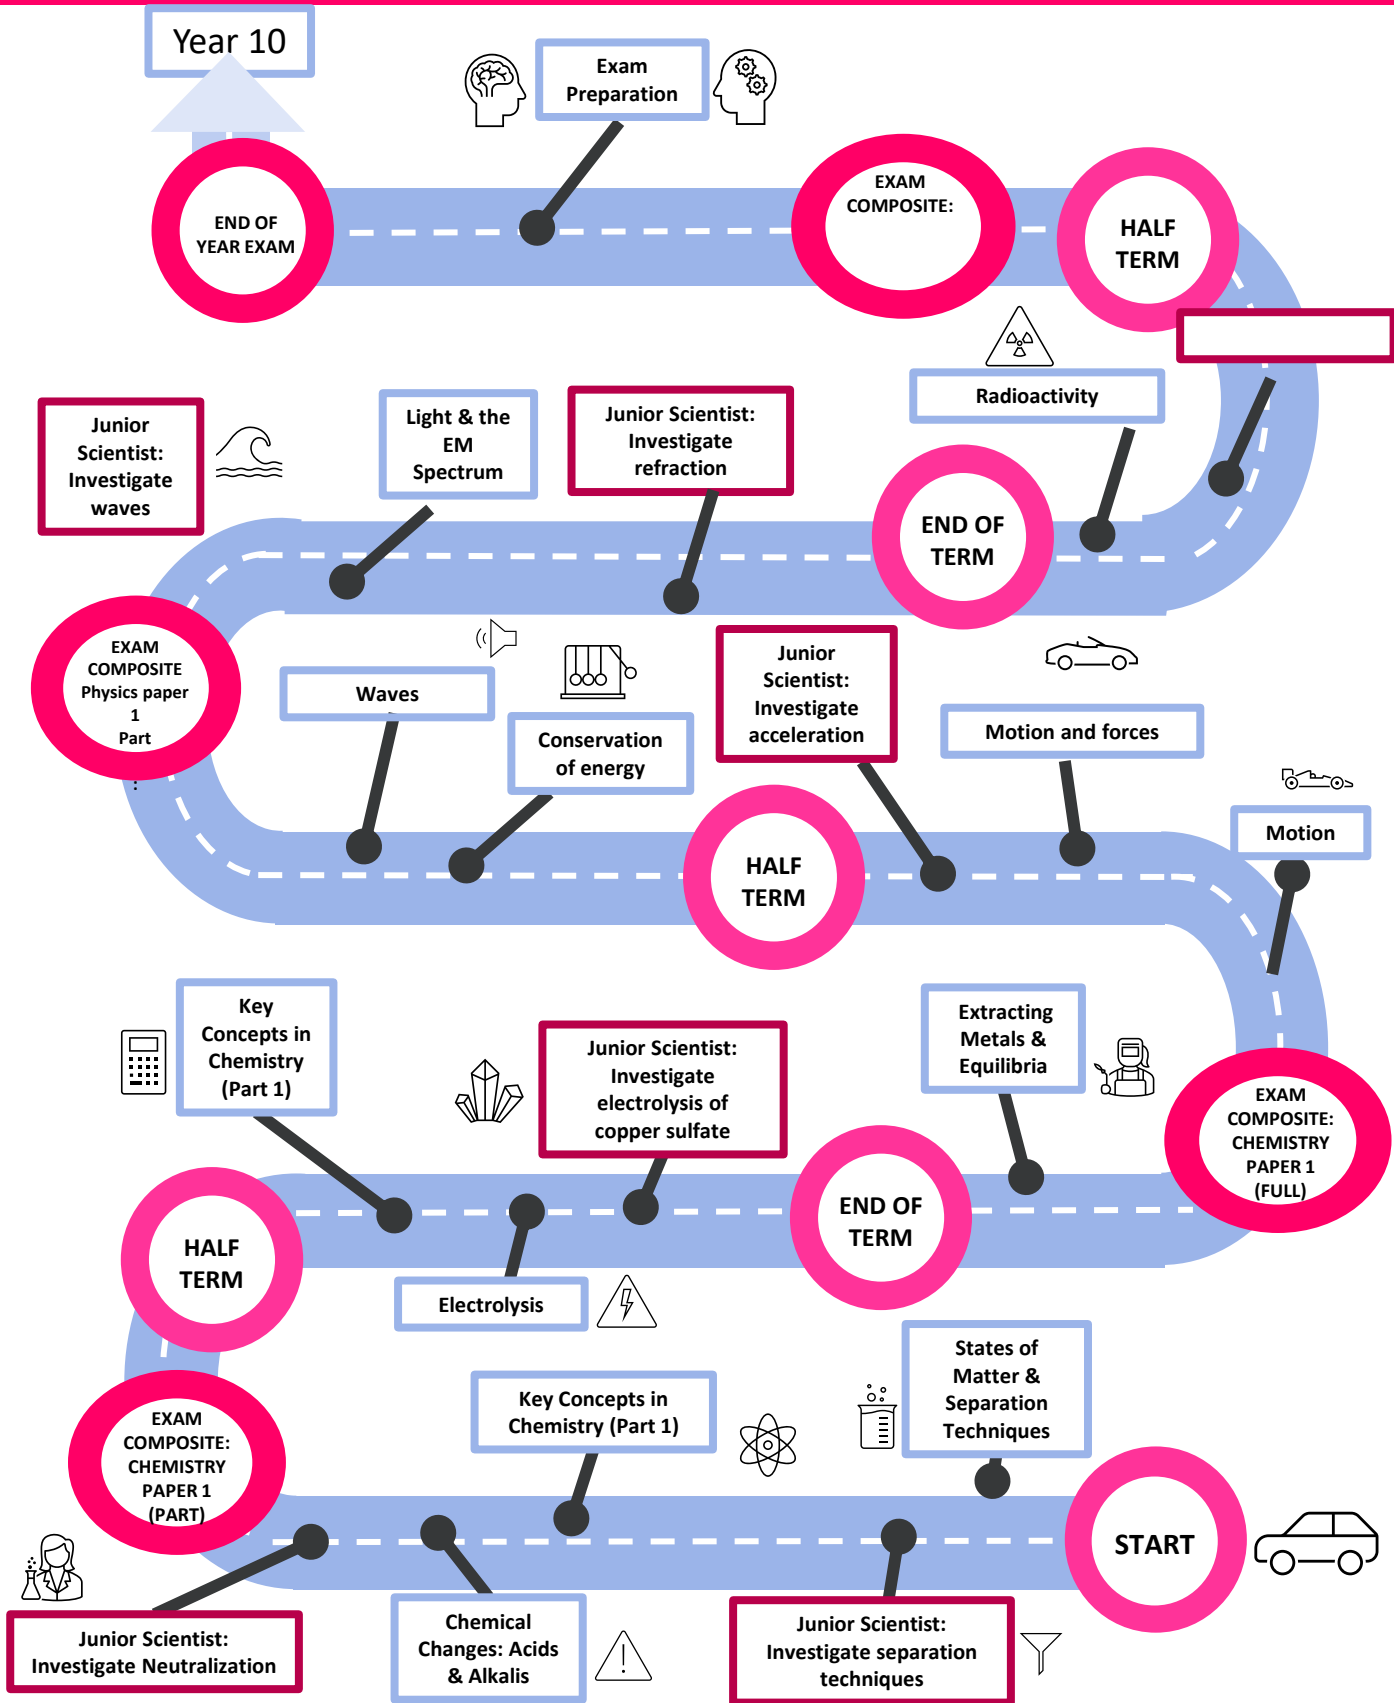 Year 10
Exam
Preparation
END OF
YEAR EXAM
EXAM
COMPOSITE:
HALF
TERM
Radioactivity
Junior
Scientist:
Investigate
waves
Light & the
EM
Spectrum
Junior Scientist:
Investigate
refraction
END OF
TERM
EXAM
COMPOSITE
Physics paper
1
Part
:
Waves
Conservation
of energy
Junior
Scientist:
Investigate
acceleration
Motion and forces
Motion
HALF
TERM
Key
Concepts in
Chemistry
(Part 1)
Junior Scientist:
Investigate
electrolysis of
copper sulfate
Extracting
Metals &
Equilibria
EXAM
COMPOSITE:
CHEMISTRY
PAPER 1
(FULL)
HALF
TERM
END OF
TERM
Electrolysis
States of
Matter &
Separation
Techniques
Key Concepts in
Chemistry (Part 1)
EXAM
COMPOSITE:
CHEMISTRY
PAPER 1
(PART)
START
Junior Scientist:
Investigate Neutralization
Chemical
Changes: Acids
& Alkalis
Junior Scientist:
Investigate separation
techniques